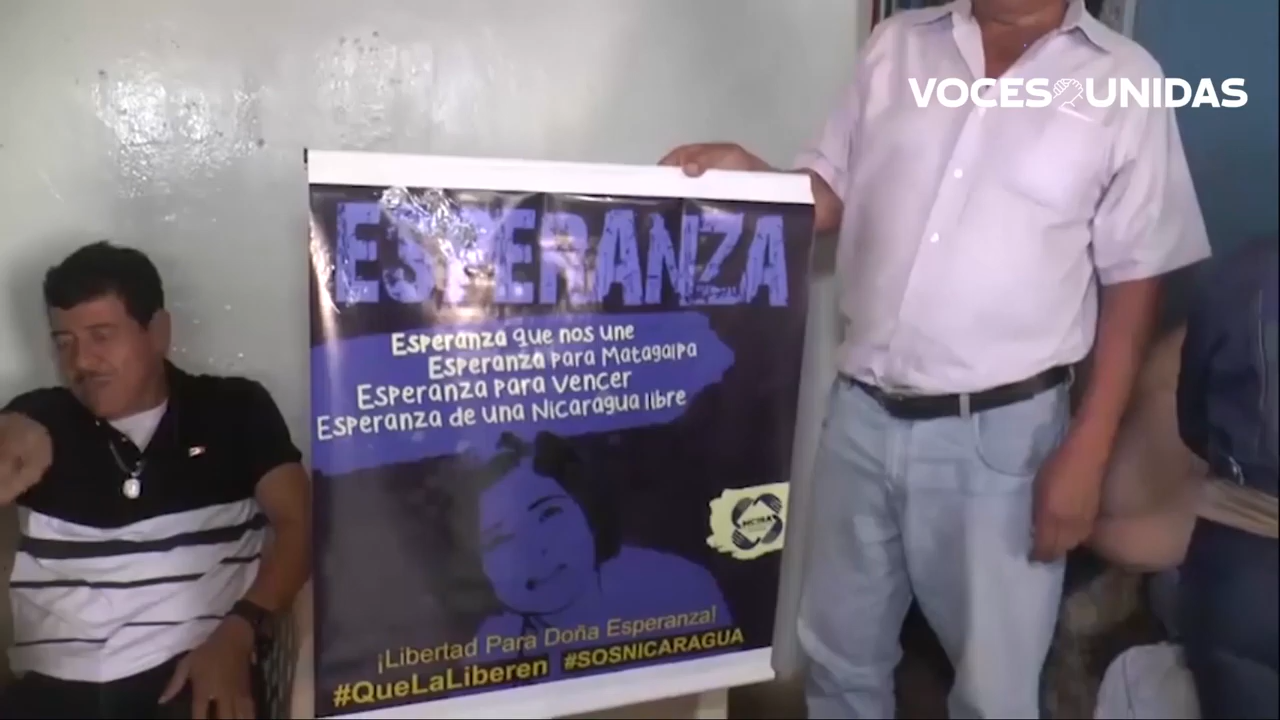 VOCES UNIDAS
ESPERANZA
Esperanza que nos une
Esperanza para Matagalpa
Esperanza para vencer
Esperanza de una Nicaragua libre
¡Libertad Para Doña Esperanza!
#QueLaLiberen #SOSNICARAGUA